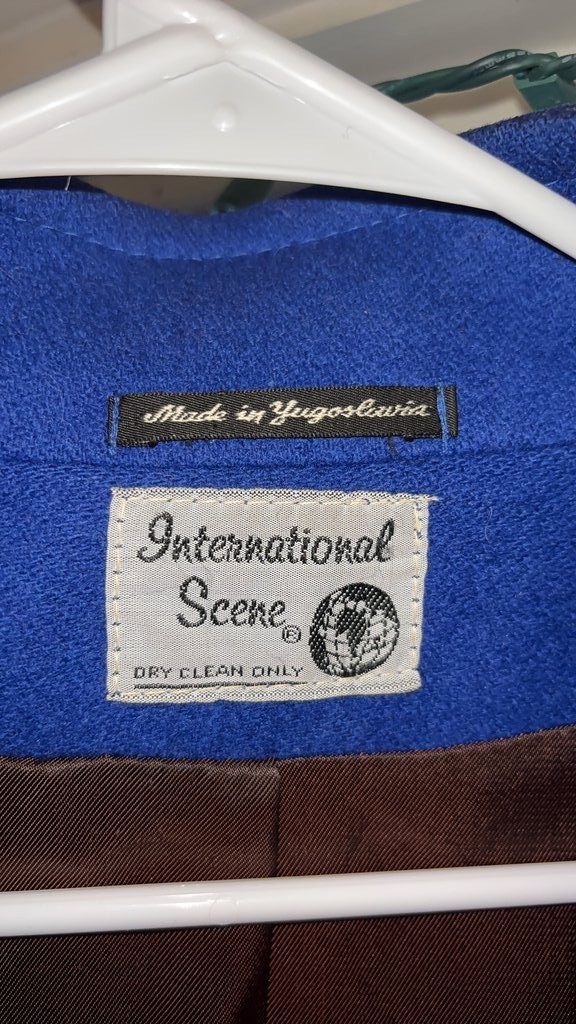 Made in Yugoslavia
International
Scene®
DRY CLEAN ONLY